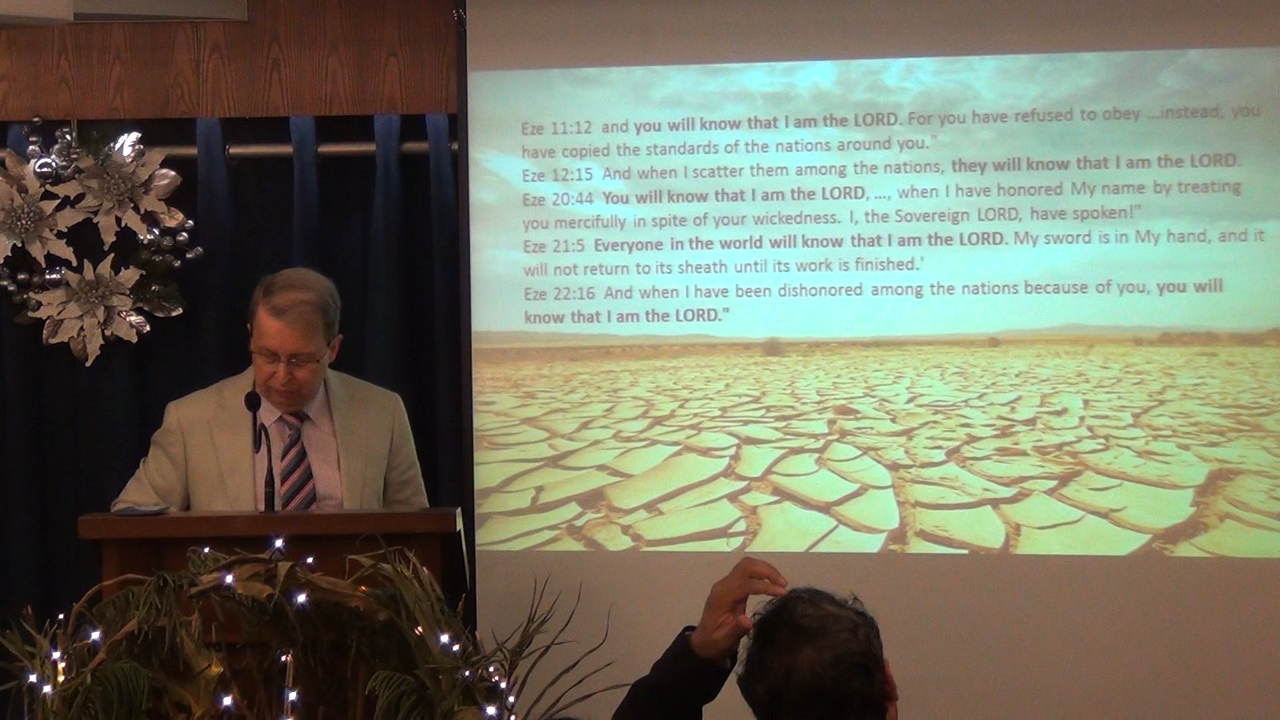 Eze 11:12 and you will know that I am the LORD. For you have refused to obey ...instead, you
have copied the standards of the nations around you."
Eze 12:15 And when I scatter them among the nations, they will know that I am the LORD.
Eze 20:44 You will know that I am the LORD, ..., when I have honored My name by treating
you mercifully in spite of your wickedness. I, the Sovereign LORD, have spoken!"
Eze 21:5 Everyone in the world will know that I am the LORD. My sword is in My hand, and it
will not return to its sheath until its work is finished.'
Eze 22:16 And when I have been dishonored among the nations because of you, you will
know that I am the LORD."